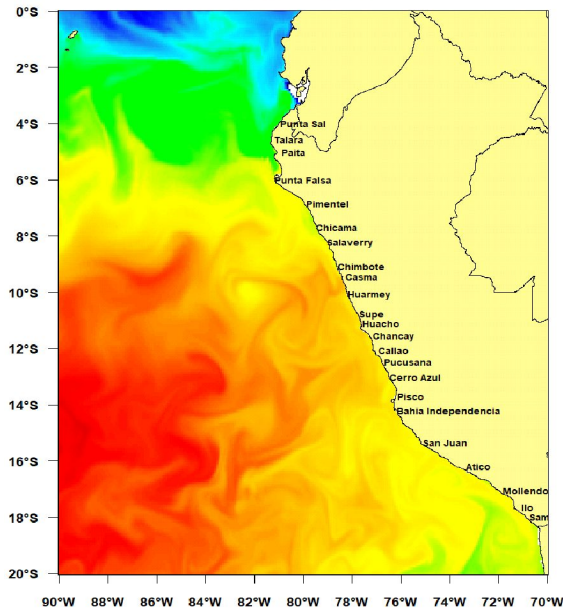 0°S
2°S
4°S
6°S
8°S
10°S
12°S
14°S
16°S
18°S
20°S
Punta Sal
Talara
Paita
Punta Falsa
Pimentel
Chicama
Salaverry
Chimbote
Casma
Huarmey
Supe
Huacho
Chancay
Callao
Pucusana
Cerro Azul
Pisco
Bahia Independencia
San Juan
Atico
Mollendo
Ilo
Sam
90°W 88°W 86°W 84°W 82°W 80°W 78°W 76°W 74°W 72°W 70°W